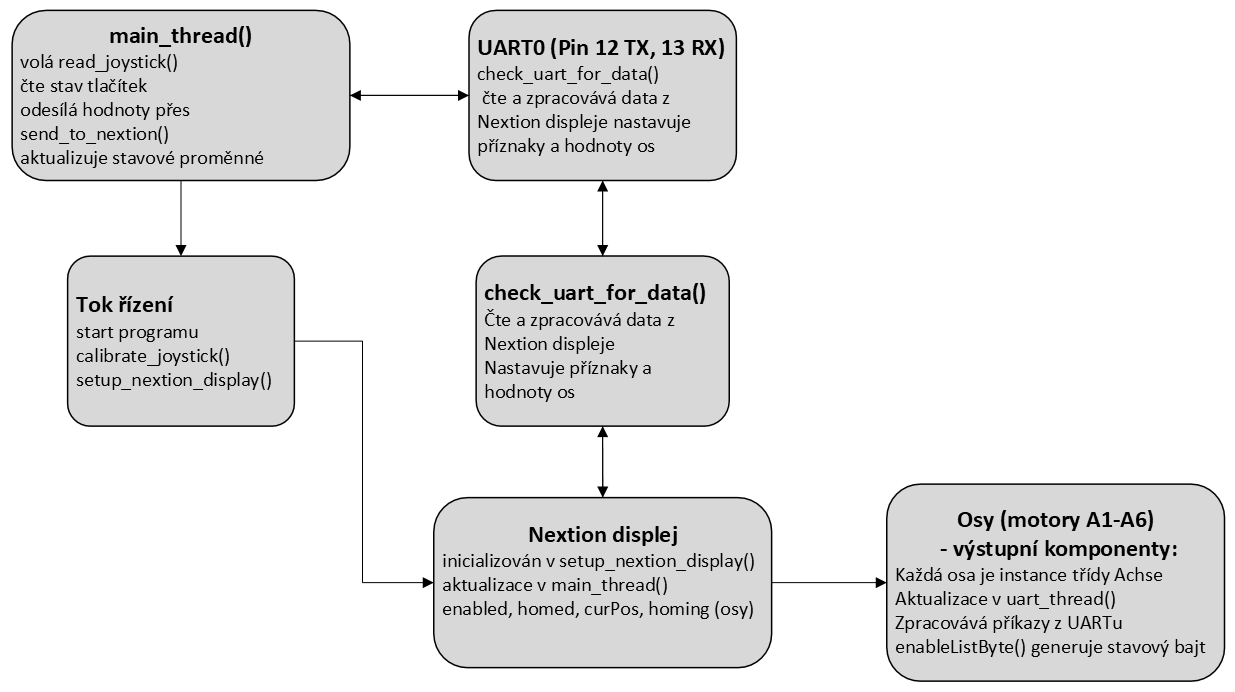 main_thread()
volá read_joystick()
čte stav tlačítek
odesílá hodnoty přes
send_to_nextion()
aktualizuje stavové proměnné
UART0 (Pin 12 TX, 13 RX)
check_uart_for_data()
čte a zpracovává data z
Nextion displeje nastavuje
příznaky a hodnoty os
Tok řízení
start programu
calibrate_joystick()
setup_nextion_display()
check_uart_for_data()
Čte a zpracovává data z
Nextion displeje
Nastavuje příznaky a
hodnoty os
Nextion displej
inicializován v setup_nextion_display()
aktualizace v main_thread()
enabled, homed, curPos, homing (osy)
Osy (motory A1-A6)
- výstupní komponenty:
Každá osa je instance třídy Achse
Aktualizace v uart_thread()
Zpracovává příkazy z UARTu
enableListByte() generuje stavový bajt